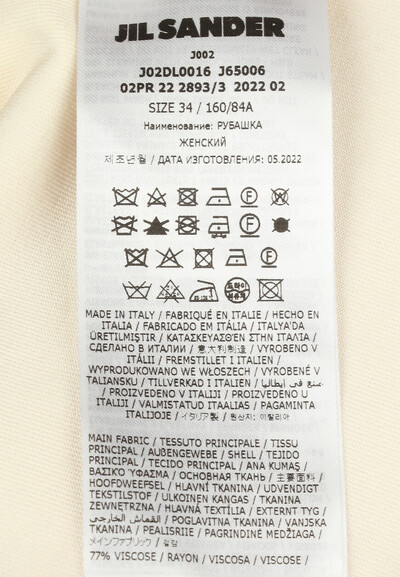 JIL SANDER
J002
J02DL0016 J65006
02PR 22 2893/3 2022 02
SIZE 34 / 160/84A
Наименование: РУБАШКА
ЖЕНСКИЙ
제조년월 / ДАТА ИЗГОТОВЛЕНИЯ: 05.2022
MADE IN ITALY / FABRIQUÉ EN ITALIE / HECHO EN
ITALIA / FABRICADO EM ITÁLIA / ITALYA'DA
ÜRETILMIŞTIR / ΚΑΤΑΣΚΕΥΑΣΘΕΝ ΣΤΗΝ ΙΤΑΛΙΑ /
СДЕЛАНО В ИТАЛИИ / 意大利制造 / VYROBENO V
ITÁLII / FREMSTILLET I ITALIEN /
WYPRODUKOWANO WE WŁOSZECH / VYROBENÉ V
TALIANSKU / TILLVERKAD I ITALIEN / صنع في ايطاليا
/ PROIZVEDENO V ITALIJI / PROIZVEDENO U
ITALIJI / VALMISTATUD ITAALIAS / PAGAMINTA
ITALIJOJE / イタリア製 / 원산지: 이탈리아
MAIN FABRIC / TESSUTO PRINCIPALE / TISSU
PRINCIPAL / AUßENGEWEBE / SHELL / TEJIDO
PRINCIPAL / TECIDO PRINCIPAL / ANA KUMAŞ /
ΒΑΣΙΚΌ ΎΦΑΣΜΑ / ОСНОВНАЯ ТКАНЬ / 主要面料 /
HOOFDWEEFSEL / HLAVNÍ TKANINA / UDVENDIGT
TEKSTILSTOF / ULKOINEN KANGAS / TKANINA
ZEWNĘTRZNA / HLAVNÁ TEXTÍLIA / EXTERNT TYG /
القماش الخارجي / POGLAVITNA TKANINA / VANJSKA
TKANINA / PEALISRIIE / PAGRINDINĖ MEDŽIAGA /
メインファブリック / 겉감
77% VISCOSE / RAYON / VISCOSA / VISCOSE /